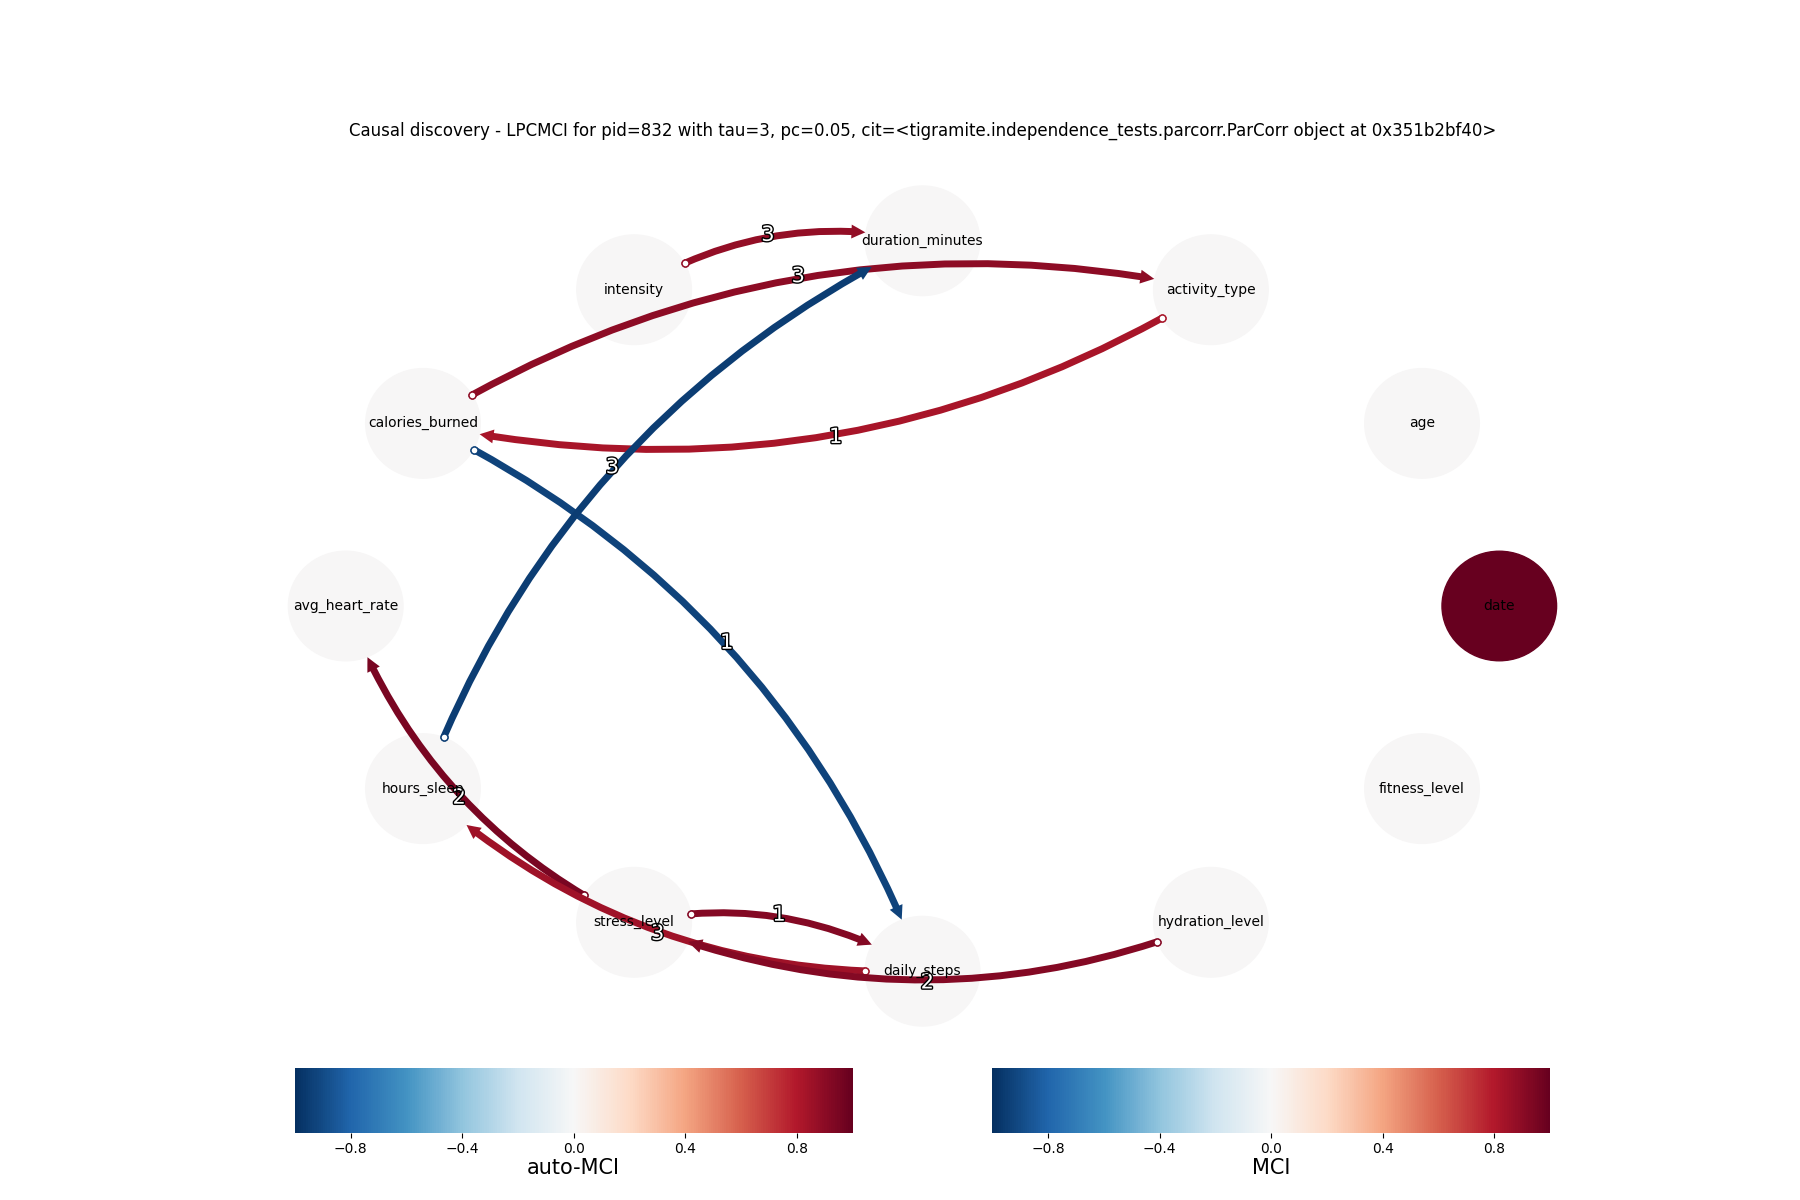 Causal discovery - LPCMCI for pid=832 with tau=3, pc=0.05, cit=<tigramite.independence_tests.parcorr.ParCorr object at 0x351b2bf40>
3
duration_minutes
3
intensity
activity_type
calories_burned
1
age
3
avg_heart_rate
date
1
hours_sleep
2
fitness_level
stress_level
1
3
hydration_level
daily_steps
2
−0.8 −0.4 0.0 0.4 0.8
auto-MCI
−0.8 −0.4 0.0 0.4 0.8
MCI